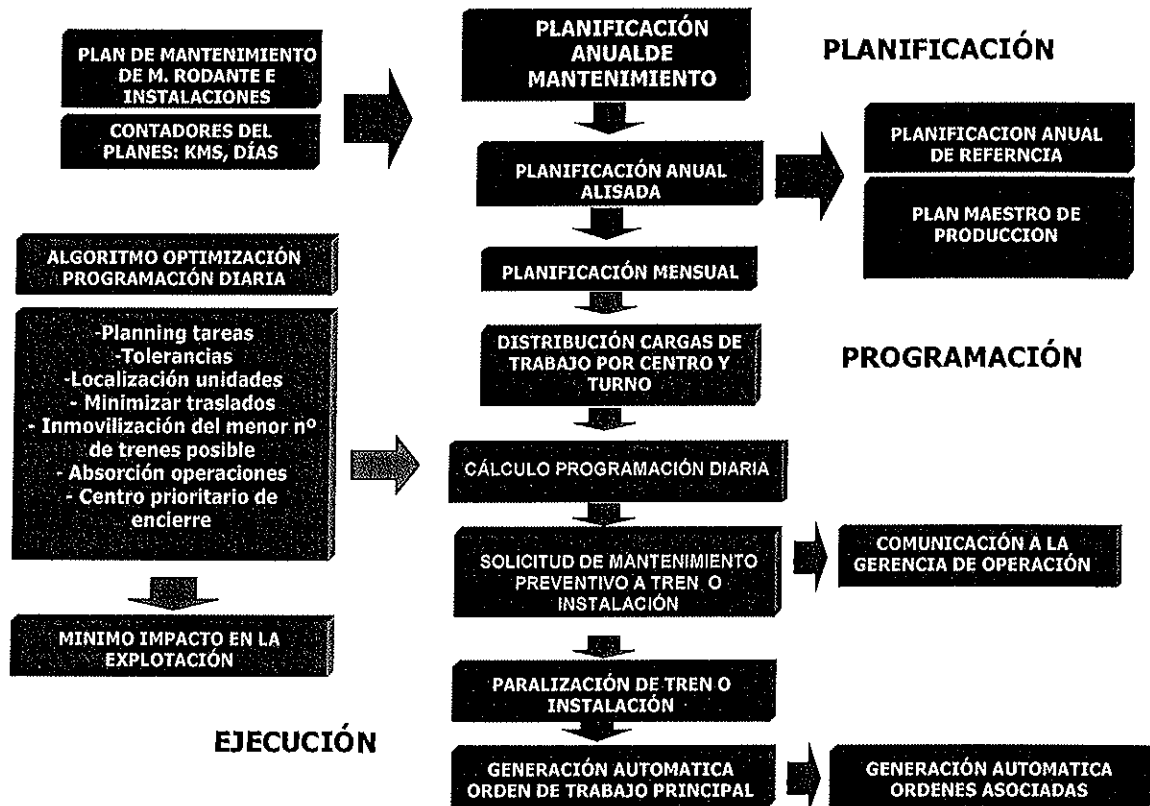 PLAN DE MANTENIMIENTO
DE M. RODANTE E
INSTALACIONES
CONTADORES DEL
PLANES: KMS, DÍAS
PLANIFICACIÓN
ANUALDE
MANTENIMIENTO
PLANIFICACIÓN
PLANIFICACIÓN ANUAL
ALISADA
PLANIFICACION ANUAL
DE REFERNCIA
PLAN MAESTRO DE
PRODUCCION
ALGORITMO OPTIMIZACIÓN
PROGRAMACIÓN DIARIA
PLANIFICACIÓN MENSUAL
-Planning tareas
-Tolerancias
-Localización unidades
- Minimizar traslados
- Inmovilización del menor nº
de trenes posible
- Absorción operaciones
- Centro prioritario de
encierre
DISTRIBUCIÓN CARGAS DE
TRABAJO POR CENTRO Y
TURNO
PROGRAMACIÓN
CÁLCULO PROGRAMACIÓN DIARIA
SOLICITUD DE MANTENIMIENTO
PREVENTIVO A TREN O
INSTALACIÓN
COMUNICACIÓN A LA
GERENCIA DE OPERACIÓN
MINIMO IMPACTO EN LA
EXPLOTACIÓN
PARALIZACIÓN DE TREN O
INSTALACIÓN
EJECUCIÓN
GENERACIÓN AUTOMATICA
ORDEN DE TRABAJO PRINCIPAL
GENERACIÓN AUTOMATICA
ORDENES ASOCIADAS